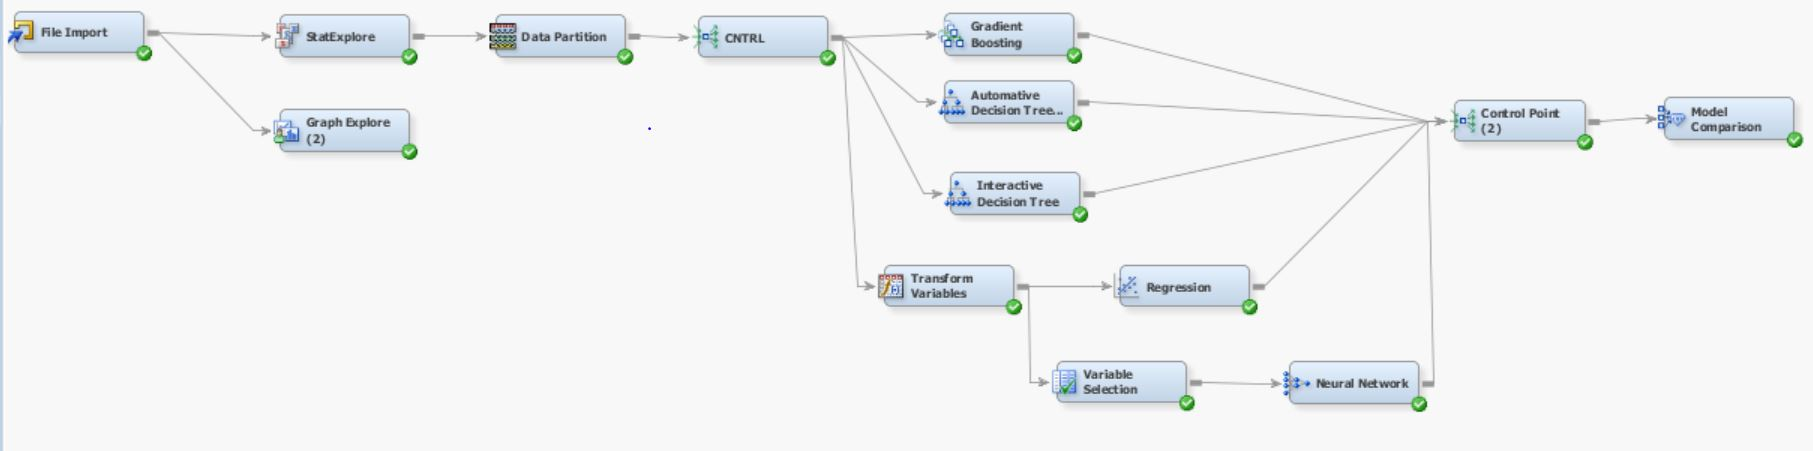 File Import
StatExplore
Data Partition
CNTRL
Gradient
Boosting
Automative
Decision Tree...
Graph Explore
(2)
Control Point
(2)
Model
Comparison
Interactive
Decision Tree
Transform
Variables
Regression
Variable
Selection
Neural Network